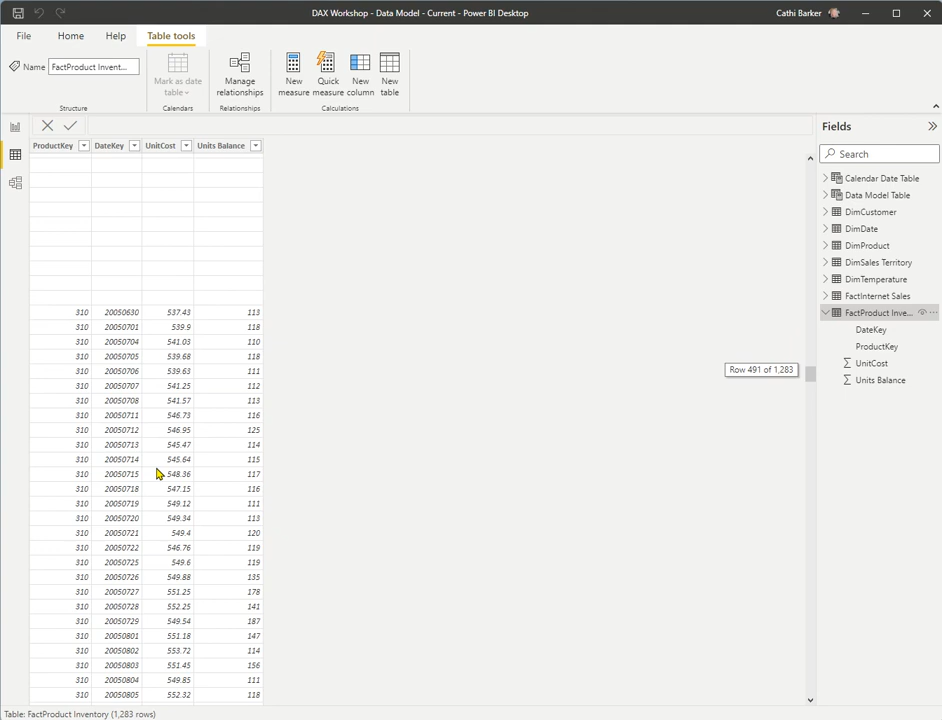 DAX Workshop - Data Model - Current - Power BI Desktop
Cathi Barker
File Home Help Table tools
Name FactProduct Invent...
Mark as date table
Manage relationships
New measure
Quick measure
New column
New table
Structure Calendars Relationships Calculations
ProductKey DateKey UnitCost Units Balance
310 20050630 537.43 113
310 20050701 539.9 118
310 20050704 541.03 110
310 20050705 539.68 118
310 20050706 539.63 111
310 20050707 541.25 112
310 20050708 541.57 113
310 20050711 546.73 116
310 20050712 546.95 125
310 20050713 545.47 114
310 20050714 545.64 115
310 20050715 548.36 117
310 20050718 547.15 116
310 20050719 549.12 111
310 20050720 549.34 113
310 20050721 549.4 120
310 20050722 546.76 119
310 20050725 549.6 119
310 20050726 549.88 135
310 20050727 551.25 178
310 20050728 552.25 141
310 20050729 549.54 187
310 20050801 551.18 147
310 20050802 553.72 114
310 20050803 551.45 156
310 20050804 549.85 111
310 20050805 552.32 118
Row 491 of 1,283
Fields
Search
Calendar Date Table
Data Model Table
DimCustomer
DimDate
DimProduct
DimSales Territory
DimTemperature
FactInternet Sales
FactProduct Inve...
DateKey
ProductKey
UnitCost
Units Balance
Table: FactProduct Inventory (1,283 rows)